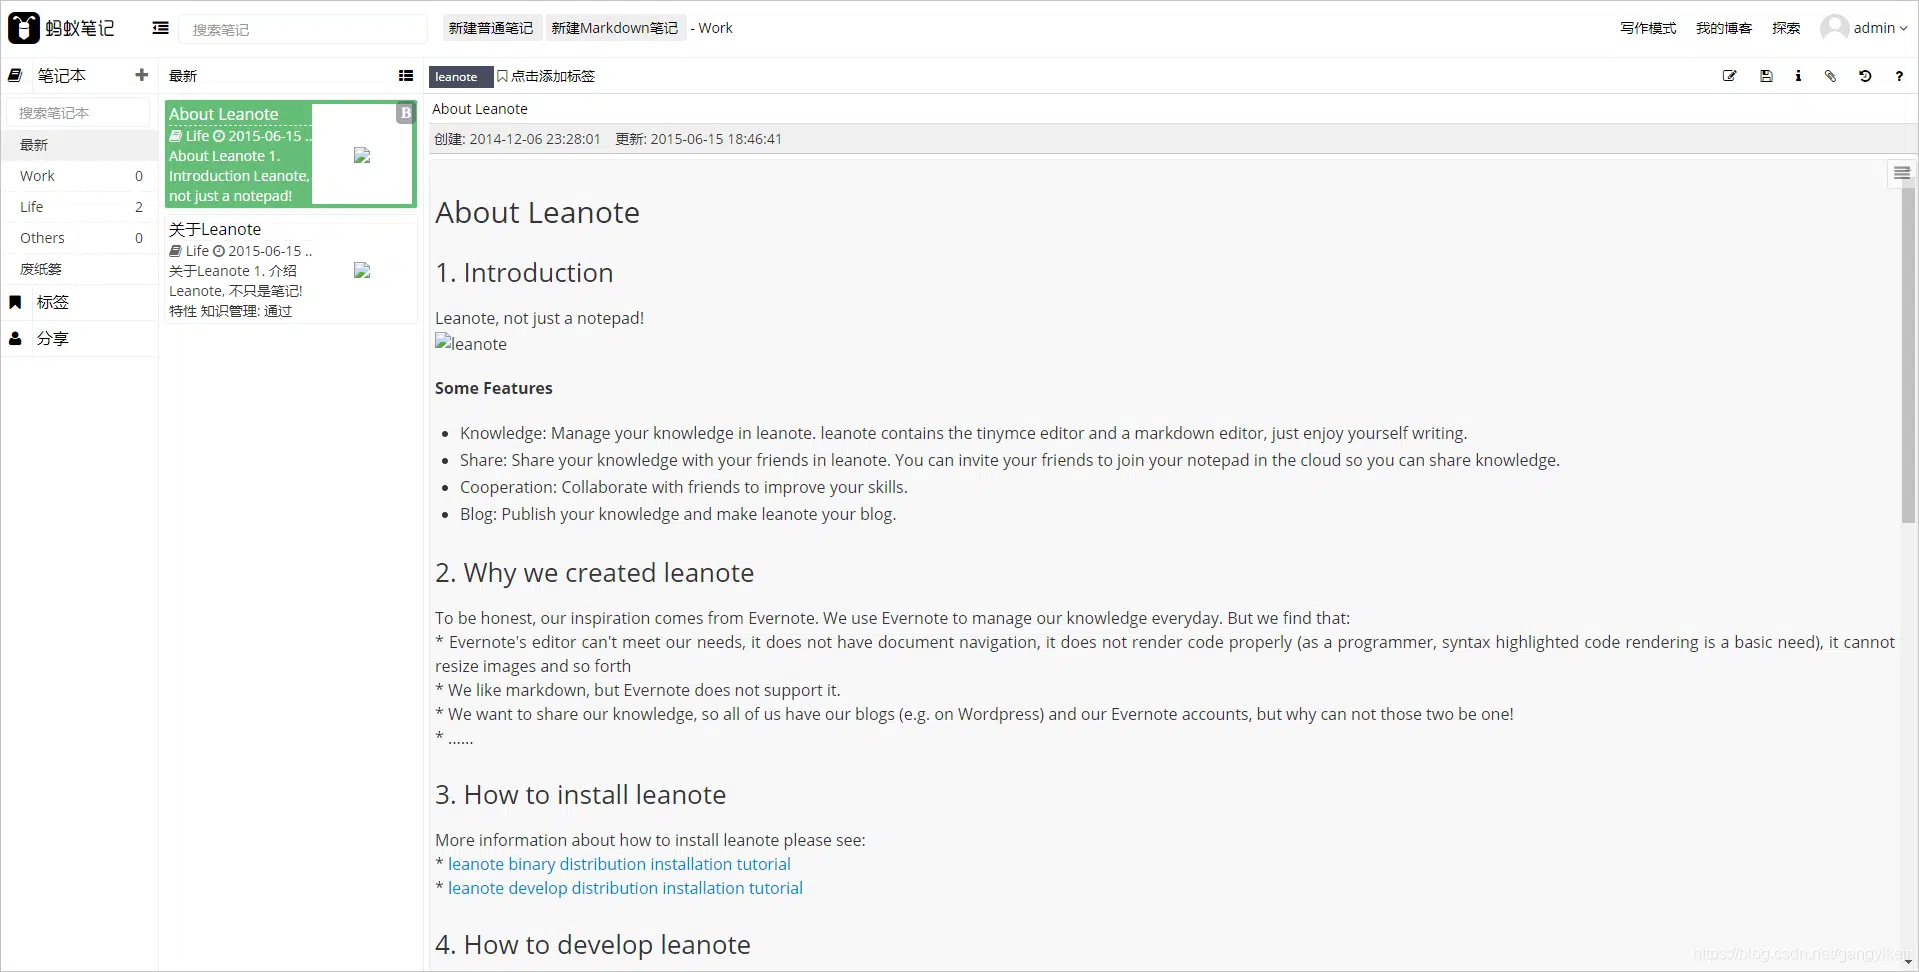 蚂蚁笔记
搜索笔记
新建普通笔记 新建Markdown笔记 - Work
写作模式 我的博客 探索 admin
笔记本
搜索笔记本
最新
Work 0
Life 2
Others 0
废纸篓
标签
分享
最新
About Leanote
B
Life 2015-06-15 ..
About Leanote 1.
Introduction Leanote,
not just a notepad!
关于Leanote
Life 2015-06-15 ..
关于Leanote 1. 介绍
Leanote, 不只是笔记!
特性 知识管理: 通过
leanote 点击添加标签
About Leanote
创建: 2014-12-06 23:28:01 更新: 2015-06-15 18:46:41
About Leanote
1. Introduction
Leanote, not just a notepad!
leanote
Some Features
• Knowledge: Manage your knowledge in leanote. leanote contains the tinymce editor and a markdown editor, just enjoy yourself writing.
• Share: Share your knowledge with your friends in leanote. You can invite your friends to join your notepad in the cloud so you can share knowledge.
• Cooperation: Collaborate with friends to improve your skills.
• Blog: Publish your knowledge and make leanote your blog.
2. Why we created leanote
To be honest, our inspiration comes from Evernote. We use Evernote to manage our knowledge everyday. But we find that:
* Evernote's editor can't meet our needs, it does not have document navigation, it does not render code properly (as a programmer, syntax highlighted code rendering is a basic need), it cannot
resize images and so forth
* We like markdown, but Evernote does not support it.
* We want to share our knowledge, so all of us have our blogs (e.g. on Wordpress) and our Evernote accounts, but why can not those two be one!
* ......
3. How to install leanote
More information about how to install leanote please see:
* leanote binary distribution installation tutorial
* leanote develop distribution installation tutorial
4. How to develop leanote